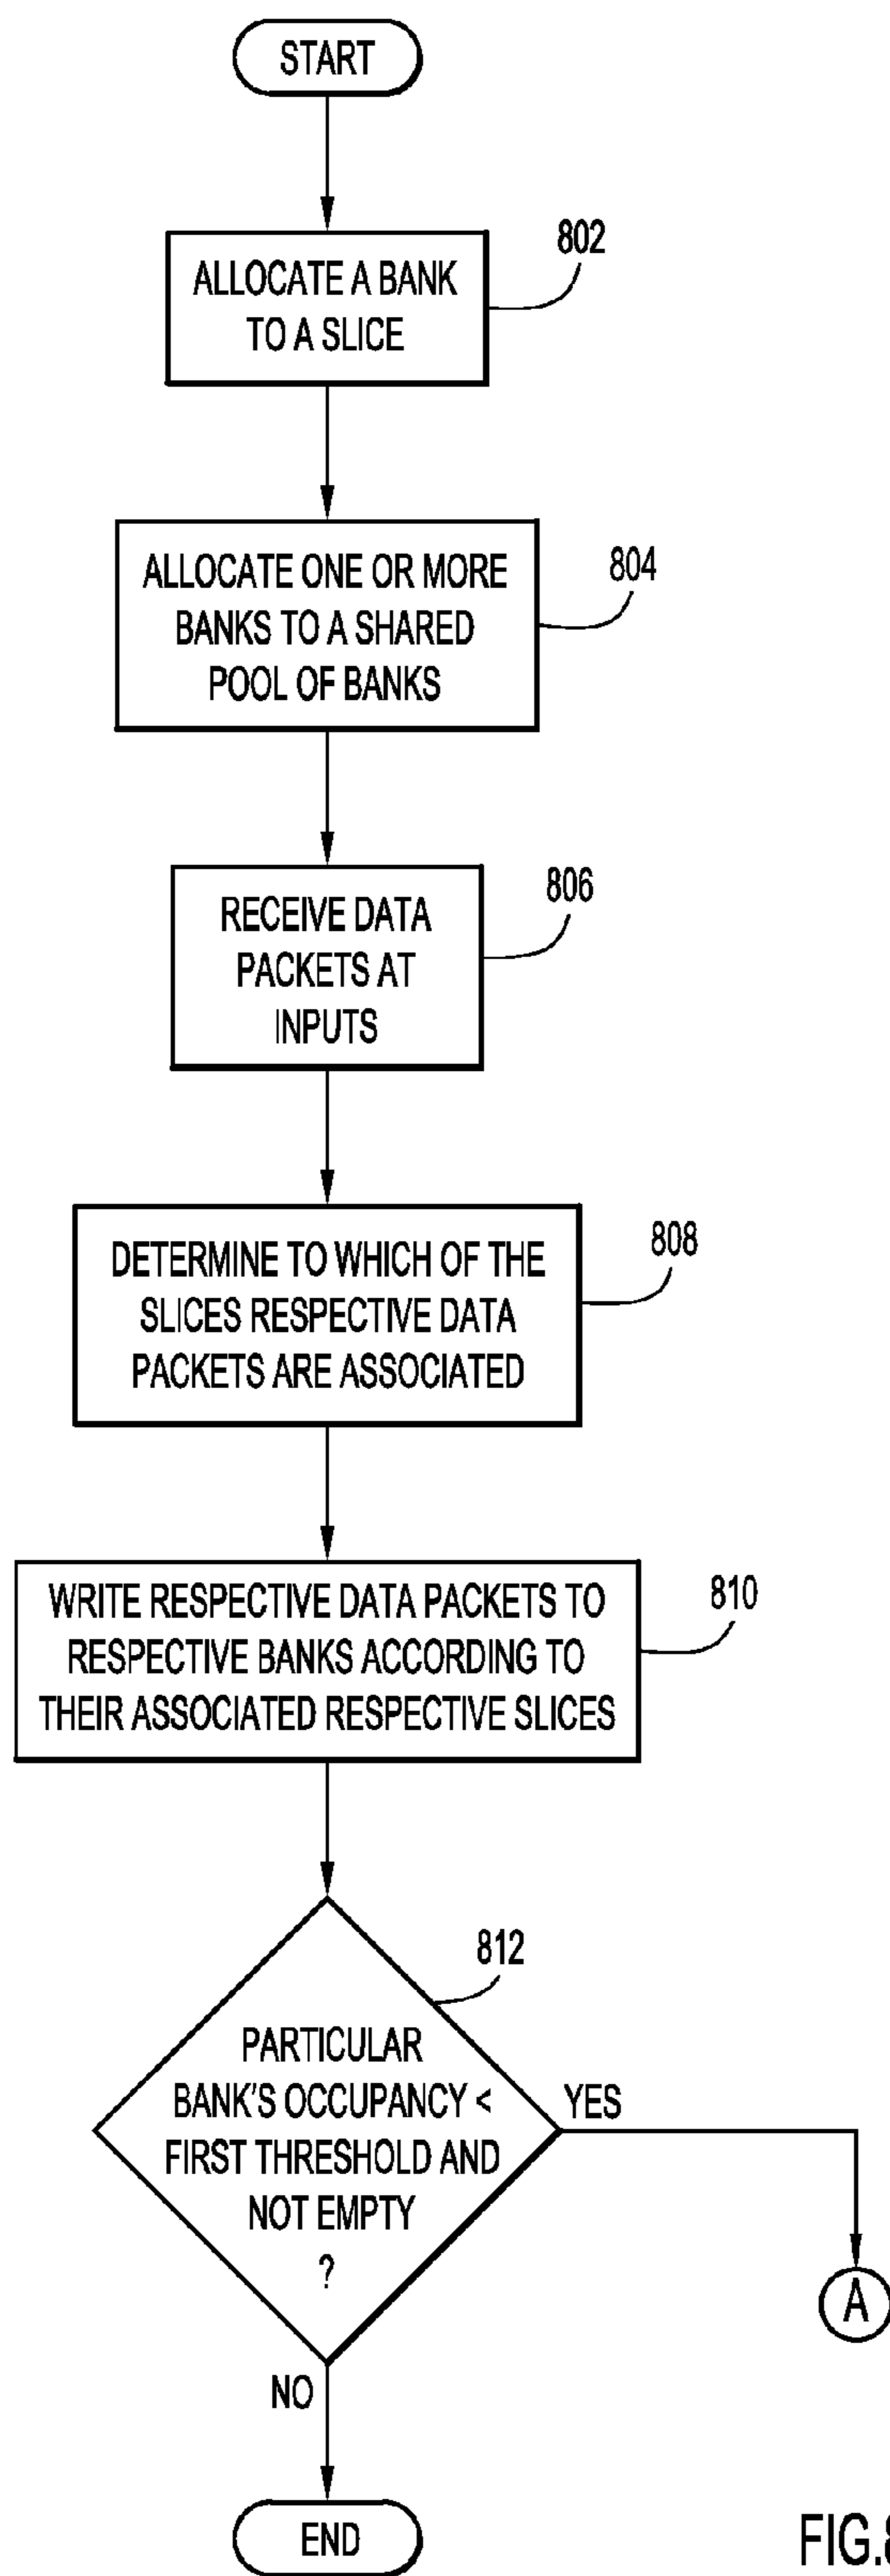 START
802
ALLOCATE A BANK
TO A SLICE
804
ALLOCATE ONE OR MORE
BANKS TO A SHARED
POOL OF BANKS
806
RECEIVE DATA
PACKETS AT
INPUTS
808
DETERMINE TO WHICH OF THE
SLICES RESPECTIVE DATA
PACKETS ARE ASSOCIATED
810
WRITE RESPECTIVE DATA PACKETS TO
RESPECTIVE BANKS ACCORDING TO
THEIR ASSOCIATED RESPECTIVE SLICES
812
PARTICULAR
BANK'S OCCUPANCY <
FIRST THRESHOLD AND
NOT EMPTY
?
YES
A
NO
END
FIG.8